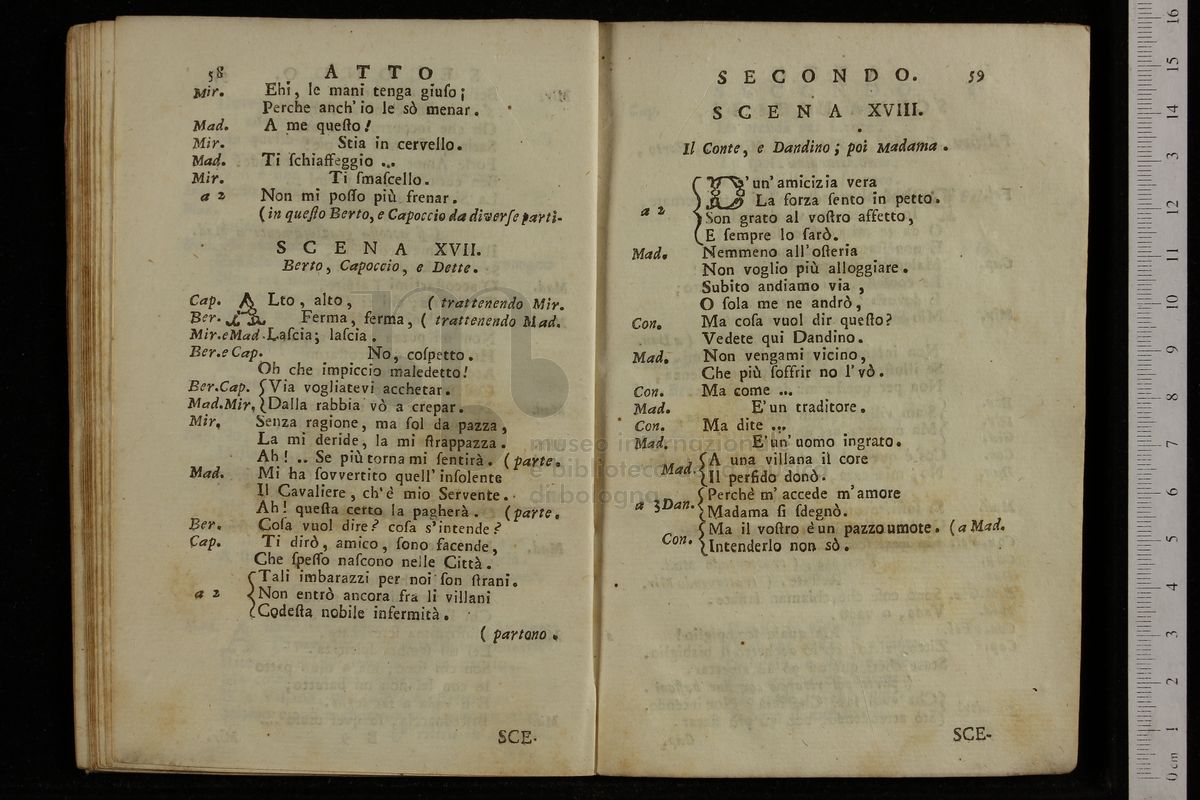 58 ATTO
Mir. Ehi, le mani tenga giuſo;
Perche anch' io le sò menar.
Mad. A me queſto!
Mir. Stia in cervello.
Mad. Ti ſchiaffeggio ...
Mir. Ti ſmaſcello.
a 2 Non mi poſſo più frenar.
(in queſto Berto, e Capoccio da diverſe parti-
SCENA XVII.
Berto, Capoccio, e Dette.
Cap. ALto, alto, (trattenendo Mir.
Ber. Ferma, ferma, (trattenendo Mad.
Mir.e Mad. Laſcia; laſcia.
Ber.e Cap. No, coſpetto.
Oh che impiccio maledetto!
Ber.Cap. {Via vogliatevi acchetar.
Mad.Mir. {Dalla rabbia vò a crepar.
Mir. Senza ragione, ma ſol da pazza,
La mi deride, la mi ſtrappazza.
Ah! .. Se più torna mi ſentirà. (parte.
Mad. Mi ha ſovvertito quell' inſolente
Il Cavaliere, ch'è mio Servente.
Ah! queſta certo la pagherà. (parte.
Ber. Coſa vuol dire? coſa s'intende?
Cap. Ti dirò, amico, ſono facende,
Che ſpeſſo naſcono nelle Città.
{Tali imbarazzi per noi ſon ſtrani.
a 2 {Non entrò ancora fra li villani
{Codeſta nobile infermità.
(partono.
SCE-
SECONDO. 59
SCENA XVIII.
Il Conte, e Dandino; poi Madama.
{D'un' amicizia vera
a 2 {La forza ſento in petto.
{Son grato al voſtro affetto,
{E ſempre lo ſarò.
Mad. Nemmeno all' oſteria
Non voglio più alloggiare.
Subito andiamo via,
O ſola me ne andrò,
Con. Ma coſa vuol dir queſto?
Vedete qui Dandino.
Mad. Non vengami vicino,
Che più ſoffrir no l' vò.
Con. Ma come ...
Mad. E' un traditore.
Con. Ma dite ...
Mad. E' un' uomo ingrato.
Mad. {A una villana il core
{Il perfido donò.
a 3 Dan. {Perchè m' accede m' amore
{Madama ſi ſdegnò.
Con. {Ma il voſtro è un pazzo umote. (a Mad.
{Intenderlo non sò.
SCE-
museo internazionale
e biblioteca della musica
di bologna